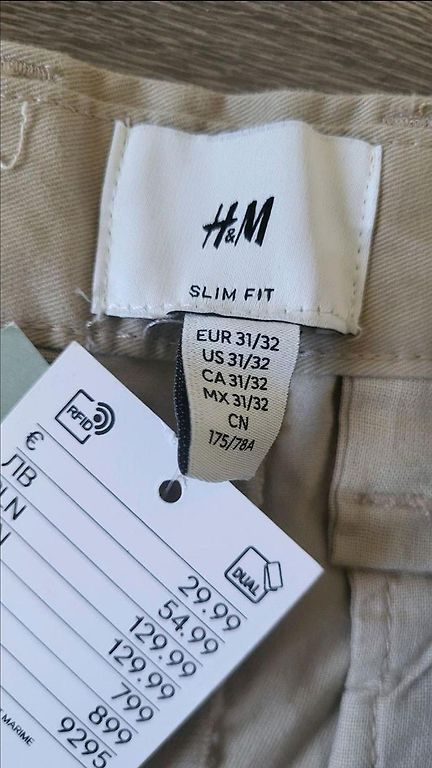 H&M
SLIM FIT
EUR 31/32
US 31/32
CA 31/32
MX 31/32
CN
175/78A
RFID
DUAL
€ 29.99
ЛВ 54.99
129.99
129.99
799
899
9295